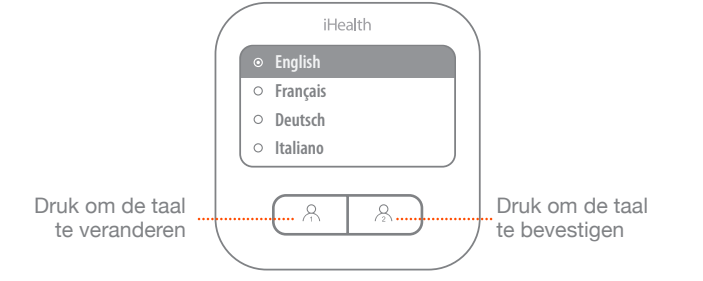 iHealth
English
Français
Deutsch
Italiano
Druk om de taal
te veranderen
1
2
Druk om de taal
te bevestigen